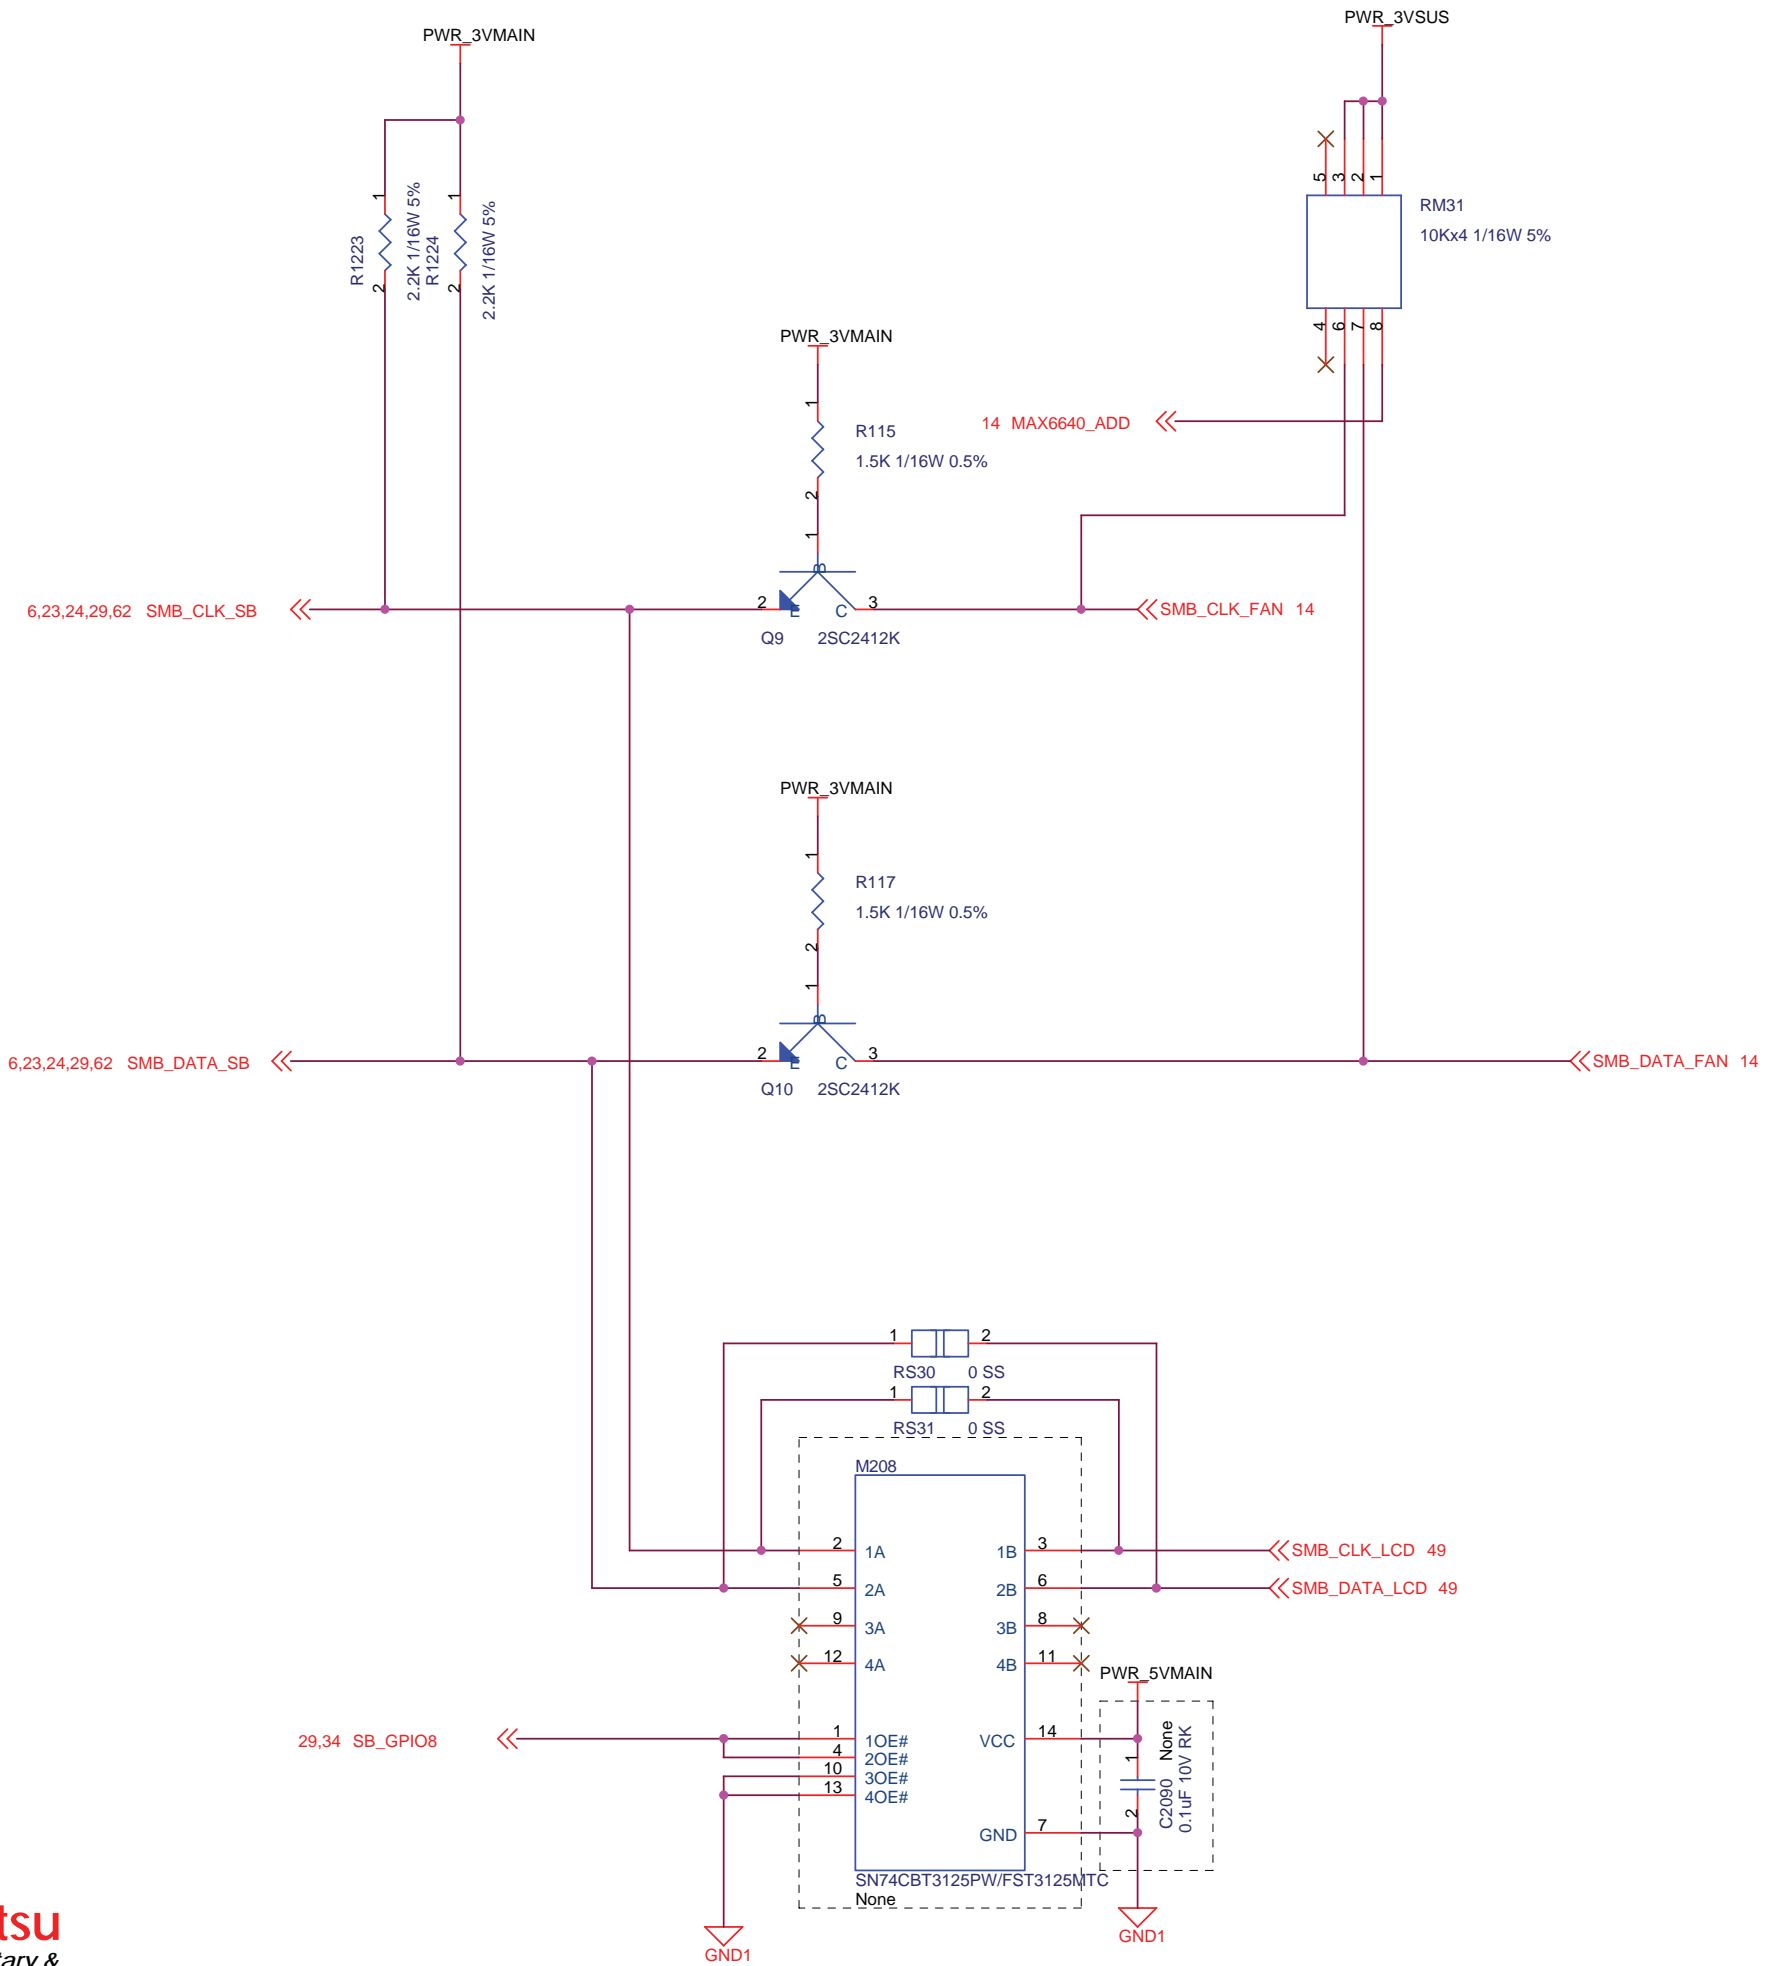 PWR_3VSUS
PWR_3VMAIN
5
3
2
1
RM31
10Kx4 1/16W 5%
4
6
7
8
1
R1223
2
2.2K 1/16W 5%
1
R1224
2
2.2K 1/16W 5%
PWR_3VMAIN
1
R115
1.5K 1/16W 0.5%
2
14 MAX6640_ADD
1
B
6,23,24,29,62 SMB_CLK_SB
2
E
C
3
SMB_CLK_FAN 14
Q9
2SC2412K
PWR_3VMAIN
1
R117
1.5K 1/16W 0.5%
2
1
B
6,23,24,29,62 SMB_DATA_SB
2
E
C
3
SMB_DATA_FAN 14
Q10
2SC2412K
1
2
RS30
0 SS
1
2
RS31
0 SS
M208
2
1A
1B
3
SMB_CLK_LCD 49
5
2A
2B
6
SMB_DATA_LCD 49
9
3A
3B
8
12
4A
4B
11
PWR_5VMAIN
29,34 SB_GPIO8
1
1OE#
VCC
14
4
2OE#
10
3OE#
13
4OE#
1
2
C2090
None
0.1uF 10V RK
GND
7
SN74CBT3125PW/FST3125MTC
None
GND1
GND1
tsu
tary &